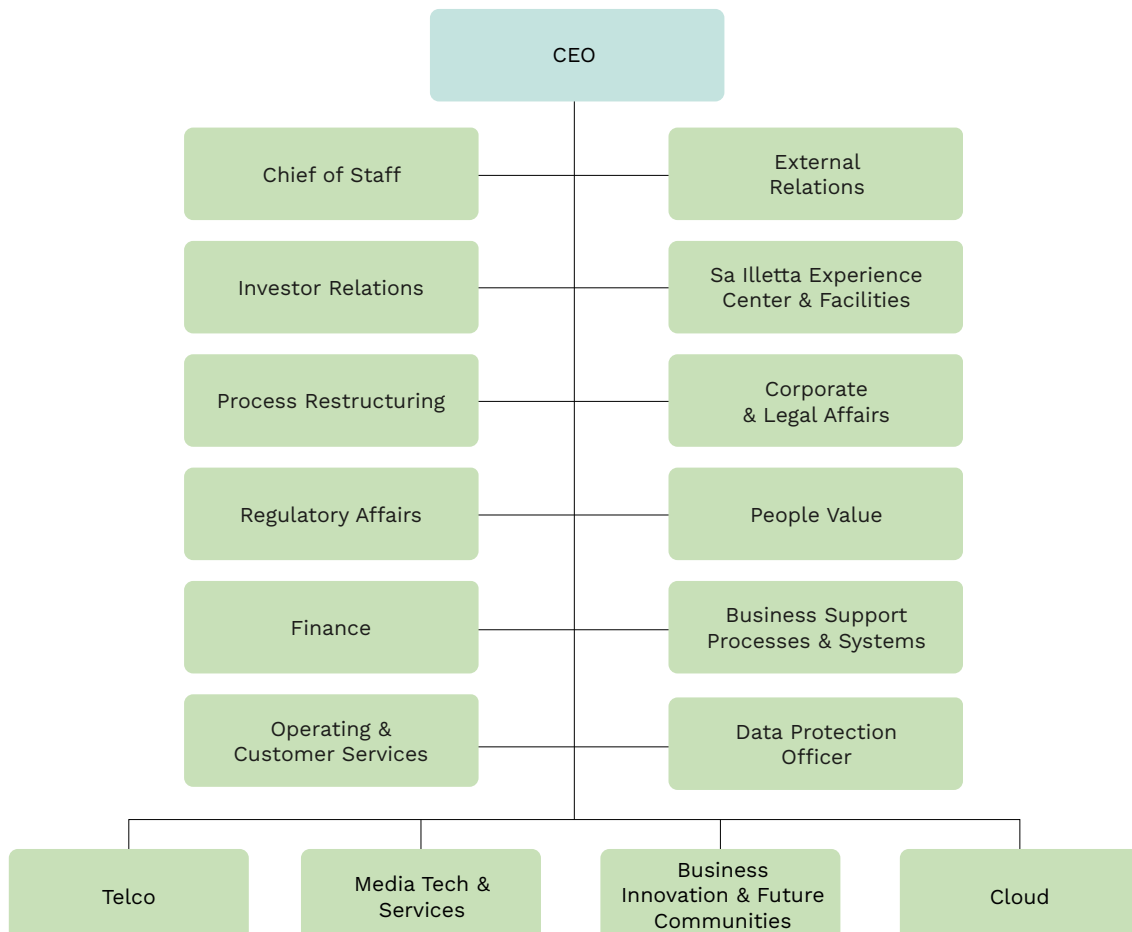 CEO
Chief of Staff
External
Relations
Investor Relations
Sa Illetta Experience
Center & Facilities
Process Restructuring
Corporate
& Legal Affairs
Regulatory Affairs
People Value
Finance
Business Support
Processes & Systems
Operating &
Customer Services
Data Protection
Officer
Telco
Media Tech &
Services
Business
Innovation & Future
Communities
Cloud